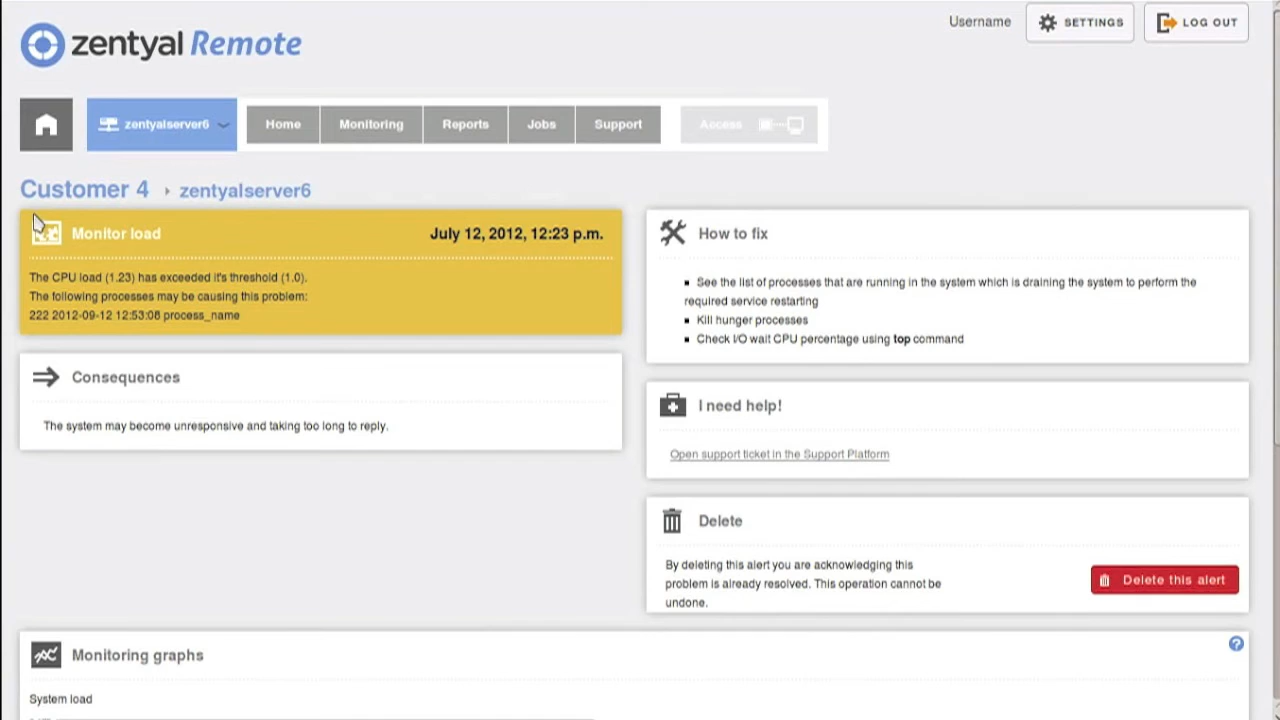 zentyal Remote
Username
SETTINGS
LOG OUT
zentyalserver6
Home
Monitoring
Reports
Jobs
Support
Access
Customer 4
zentyalserver6
Monitor load
July 12, 2012, 12:23 p.m.
The CPU load (1.23) has exceeded it's threshold (1.0).
The following processes may be causing this problem:
222 2012-09-12 12:53:08 process_name
Consequences
The system may become unresponsive and taking too long to reply.
How to fix
See the list of processes that are running in the system which is draining the system to perform the
required service restarting
Kill hunger processes
Check I/O wait CPU percentage using top command
I need help!
Open support ticket in the Support Platform
Delete
By deleting this alert you are acknowledging this
problem is already resolved. This operation cannot be
undone.
Delete this alert
Monitoring graphs
?
System load